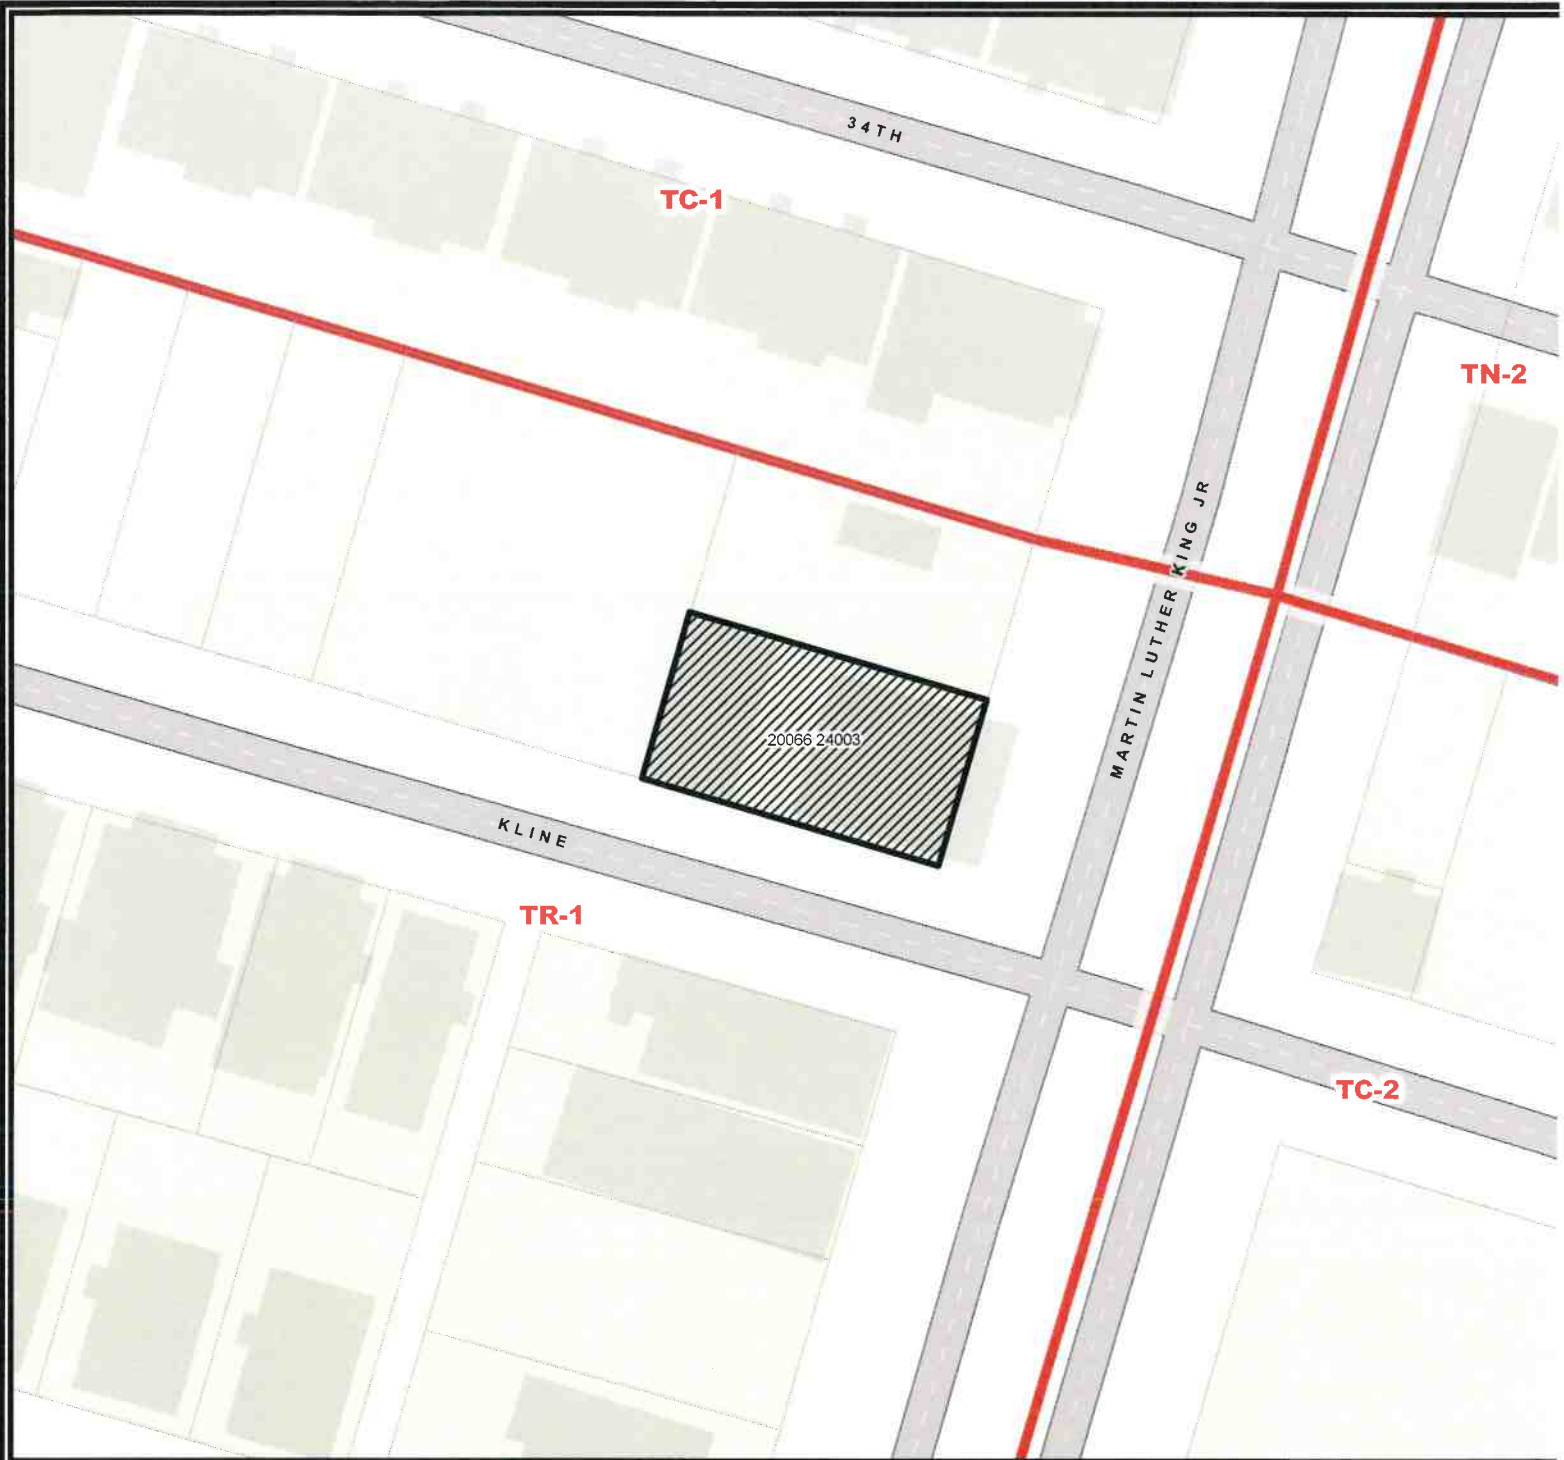 34TH
TC-1
TN-2
MARTIN LUTHER KING JR
20066 24003
KLINE
TR-1
TC-2